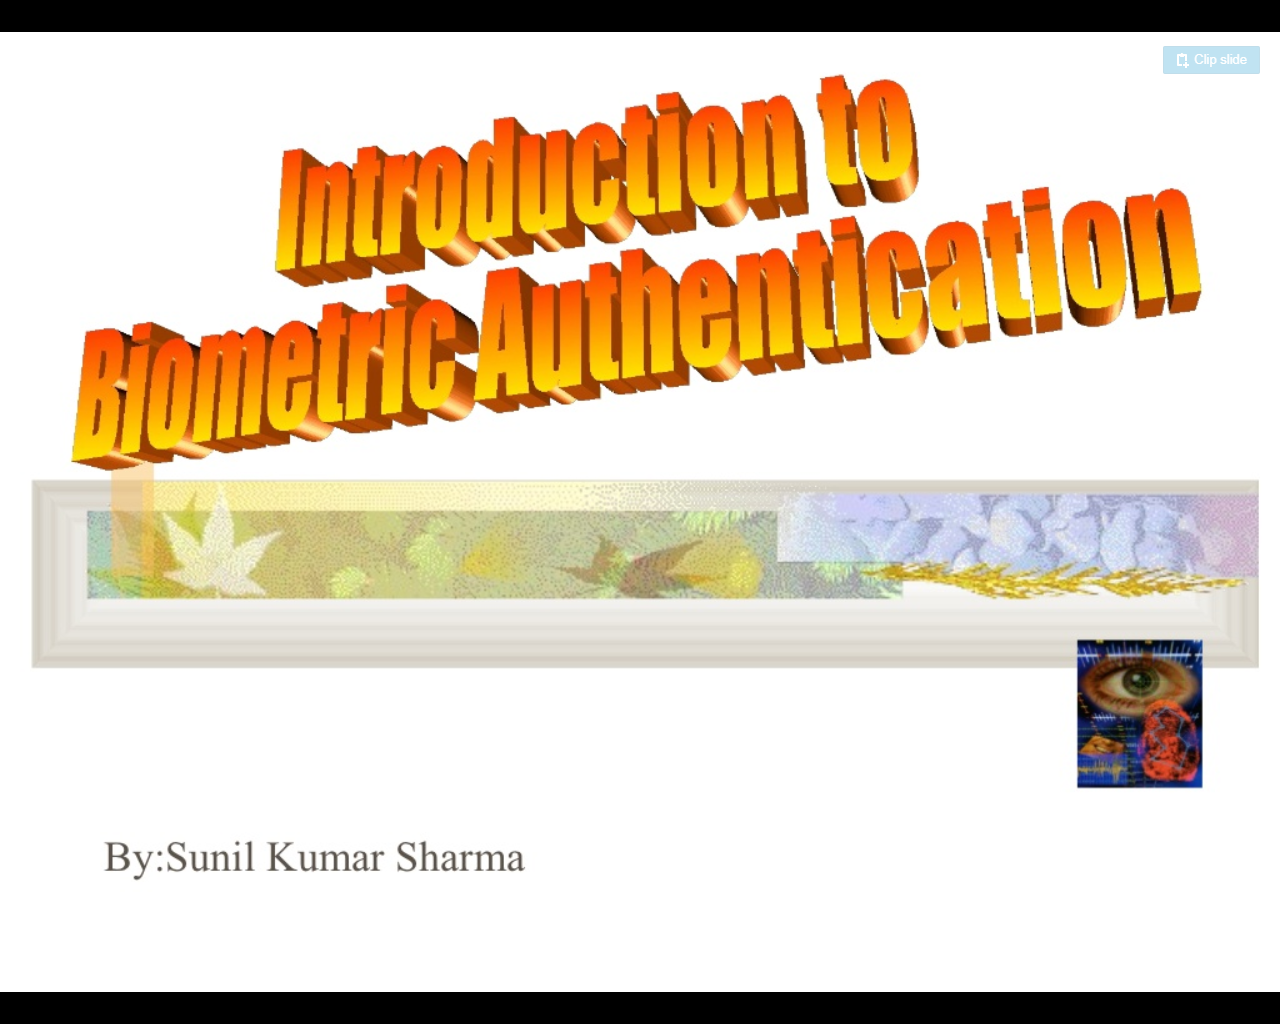 Clip slide
Introduction to
Biometric Authentication
By:Sunil Kumar Sharma